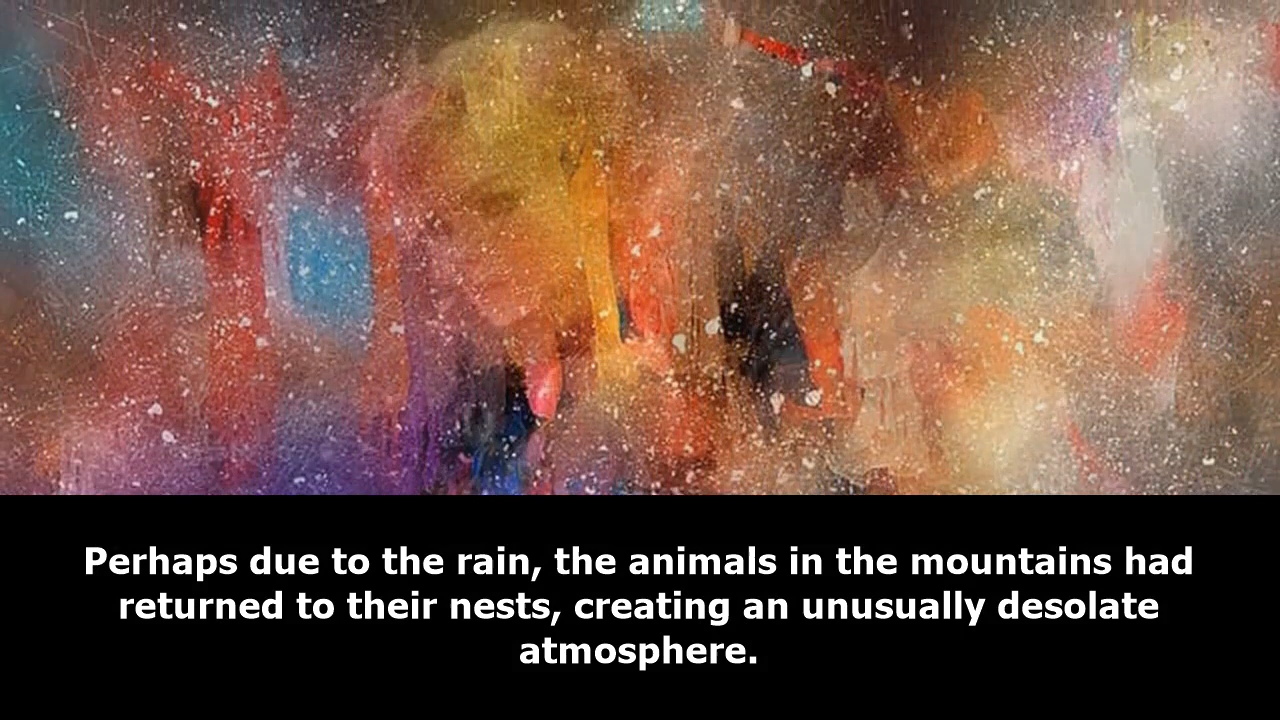 Perhaps due to the rain, the animals in the mountains had
returned to their nests, creating an unusually desolate
atmosphere.